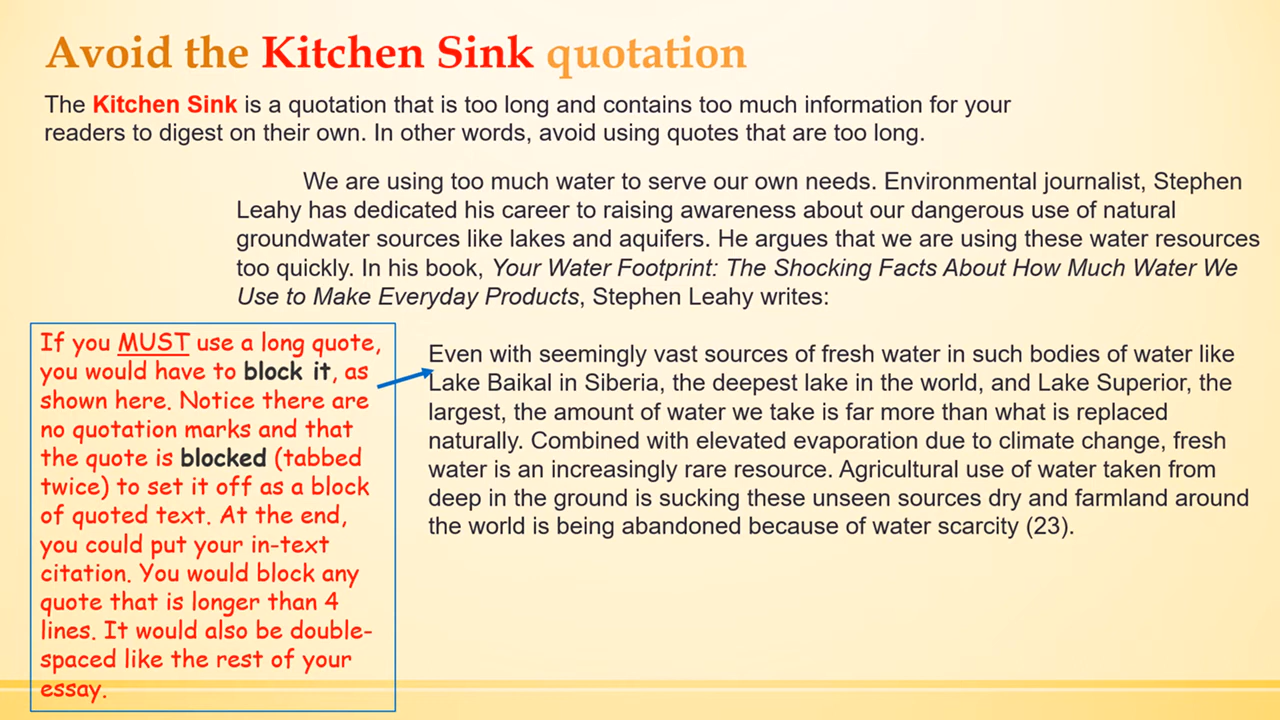 Avoid the Kitchen Sink quotation
The Kitchen Sink is a quotation that is too long and contains too much information for your
readers to digest on their own. In other words, avoid using quotes that are too long.
We are using too much water to serve our own needs. Environmental journalist, Stephen
Leahy has dedicated his career to raising awareness about our dangerous use of natural
groundwater sources like lakes and aquifers. He argues that we are using these water resources
too quickly. In his book, Your Water Footprint: The Shocking Facts About How Much Water We
Use to Make Everyday Products, Stephen Leahy writes:
If you MUST use a long quote,
you would have to block it, as
shown here. Notice there are
no quotation marks and that
the quote is blocked (tabbed
twice) to set it off as a block
of quoted text. At the end,
you could put your in-text
citation. You would block any
quote that is longer than 4
lines. It would also be double-
spaced like the rest of your
essay.
Even with seemingly vast sources of fresh water in such bodies of water like
Lake Baikal in Siberia, the deepest lake in the world, and Lake Superior, the
largest, the amount of water we take is far more than what is replaced
naturally. Combined with elevated evaporation due to climate change, fresh
water is an increasingly rare resource. Agricultural use of water taken from
deep in the ground is sucking these unseen sources dry and farmland around
the world is being abandoned because of water scarcity (23).